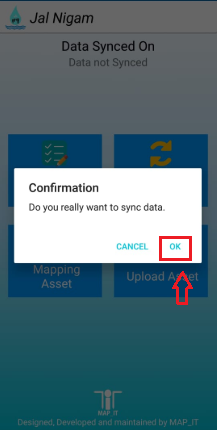 Jal Nigam
Data Synced On
Data not Synced
Confirmation
Do you really want to sync data.
CANCEL
OK
Mapping
Asset
Upload Asset
MAP_IT
Designed, Developed and maintained by MAP_IT